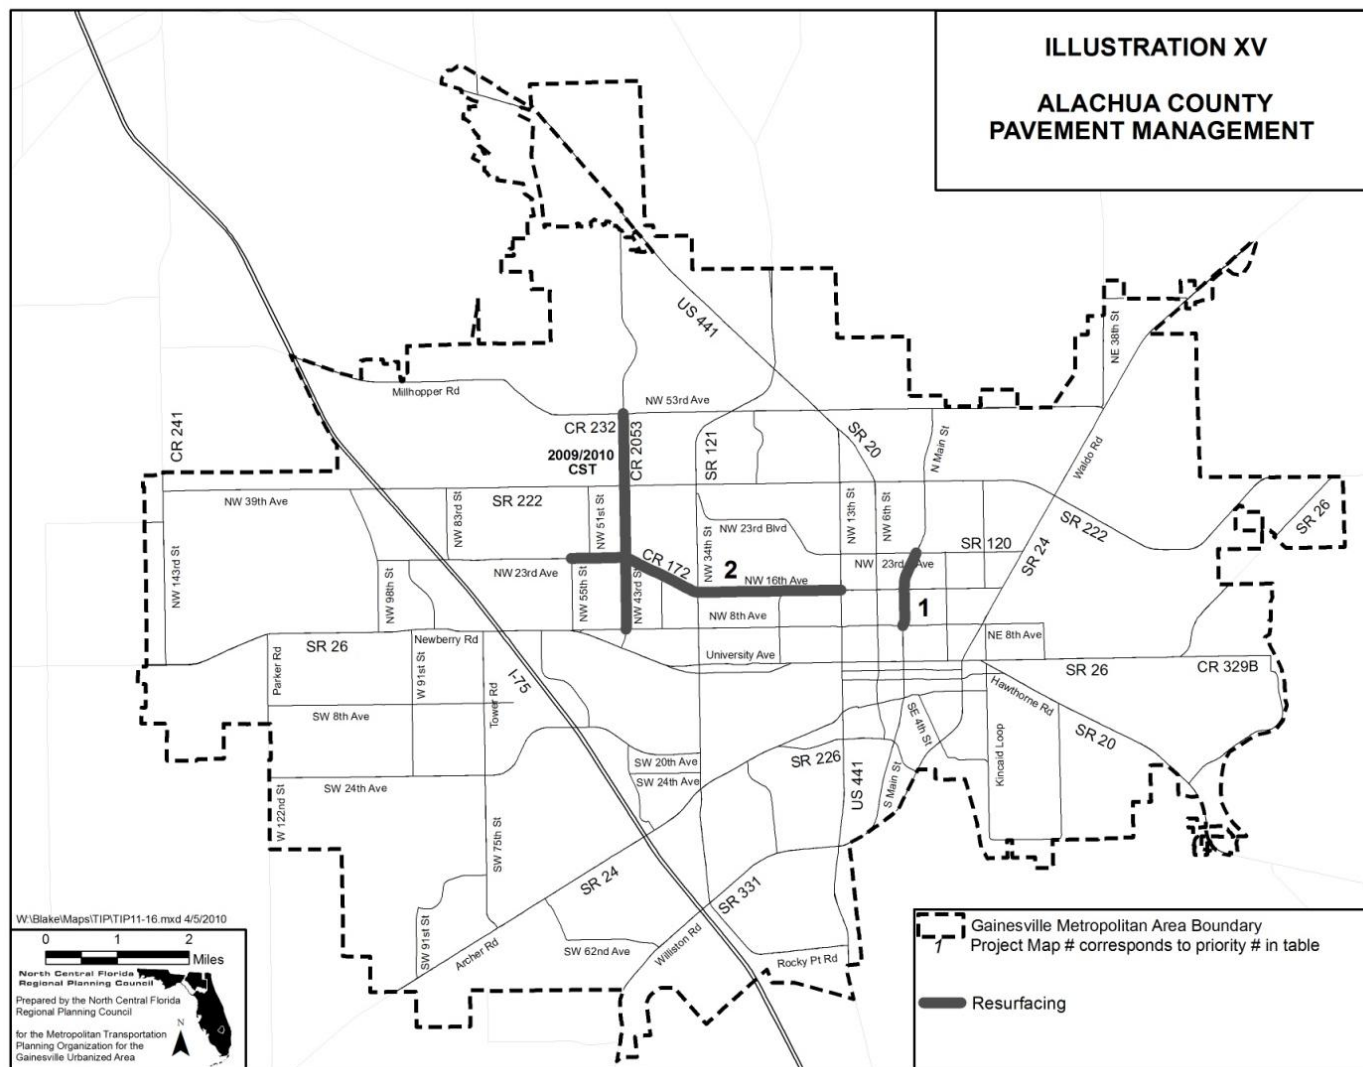 ILLUSTRATION XV
ALACHUA COUNTY
PAVEMENT MANAGEMENT
US 441
NE 38th St
Millhopper Rd
NW 53rd Ave
CR 241
CR 232
CR 2053
SR 121
SR 20
N Main St
Waldo Rd
2009/2010
CST
NW 39th Ave
SR 222
NW 83rd St
NW 51st St
NW 34th St
NW 23rd Blvd
NW 13th St
NW 6th St
SR 120
SR 24
SR 222
SR 26
NW 143rd St
NW 98th St
NW 23rd Ave
NW 55th St
NW 43rd St
CR 172
2
NW 16th Ave
NW 23rd Ave
1
NW 8th Ave
NE 8th Ave
Newberry Rd
SR 26
University Ave
SR 26
CR 329B
Parker Rd
W 91st St
Tower Rd
I-75
Hawthorne Rd
SR 20
SW 8th Ave
SE 4th St
Kincaid Loop
SW 20th Ave
SR 226
SW 24th Ave
SW 24th Ave
US 441
S Main St
W 122nd St
SW 75th St
SR 24
SR 331
SW 91st St
Archer Rd
SW 62nd Ave
Williston Rd
Rocky Pt Rd
W:\Blake\Maps\TIP\TIP11-16.mxd 4/5/2010
0 1 2
Miles
North Central Florida
Regional Planning Council
Prepared by the North Central Florida
Regional Planning Council
N
for the Metropolitan Transportation
Planning Organization for the
Gainesville Urbanized Area
Gainesville Metropolitan Area Boundary
1 Project Map # corresponds to priority # in table
Resurfacing